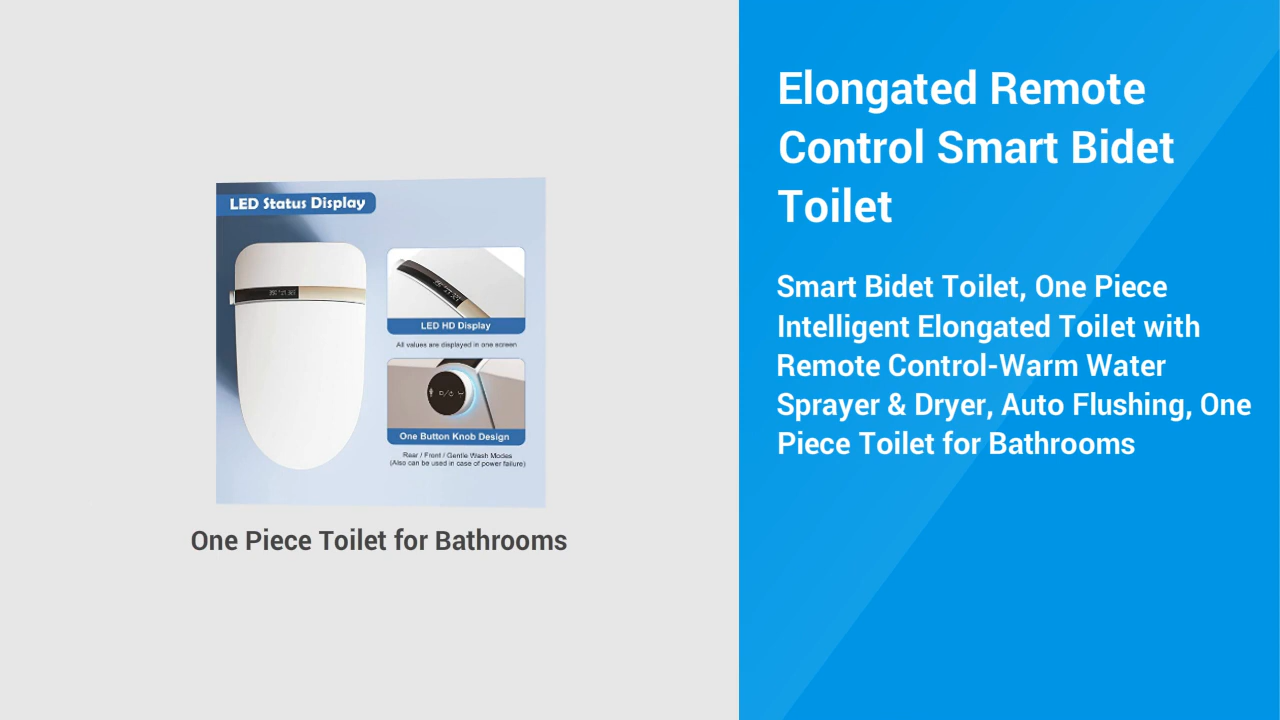 LED Status Display
LED HD Display
All values are displayed in one screen
One Button Knob Design
Rear / Front / Gentle Wash Modes
(Also can be used in case of power failure)
One Piece Toilet for Bathrooms
Elongated Remote
Control Smart Bidet
Toilet
Smart Bidet Toilet, One Piece
Intelligent Elongated Toilet with
Remote Control-Warm Water
Sprayer & Dryer, Auto Flushing, One
Piece Toilet for Bathrooms